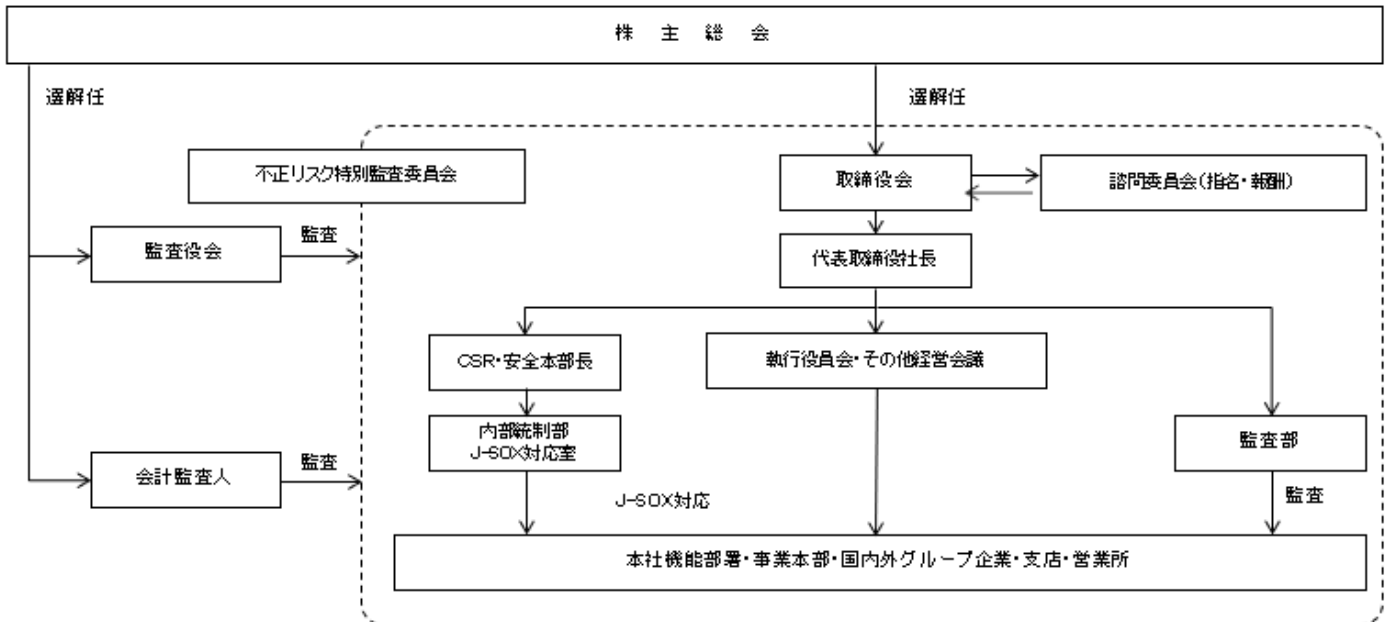 株主総会
選解任
選解任
不正リスク特別監査委員会
取締役会
諮問委員会(指名・報酬)
監査役会
監査
代表取締役社長
CSR・安全本部長
執行役員会・その他経営会議
内部統制部
J-SOX対応室
監査部
会計監査人
監査
J-SOX対応
監査
本社機能部署・事業本部・国内外グループ企業・支店・営業所